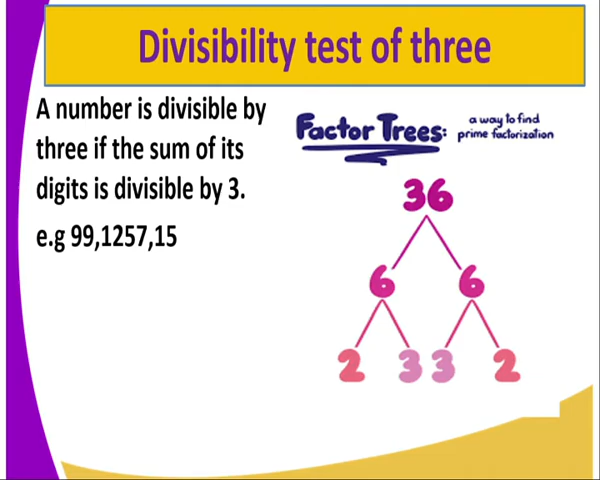 Divisibility test of three
A number is divisible by
three if the sum of its
digits is divisible by 3.
e.g 99,1257,15
Factor Trees:
a way to find
prime factorization
36
6 6
2 3 3 2